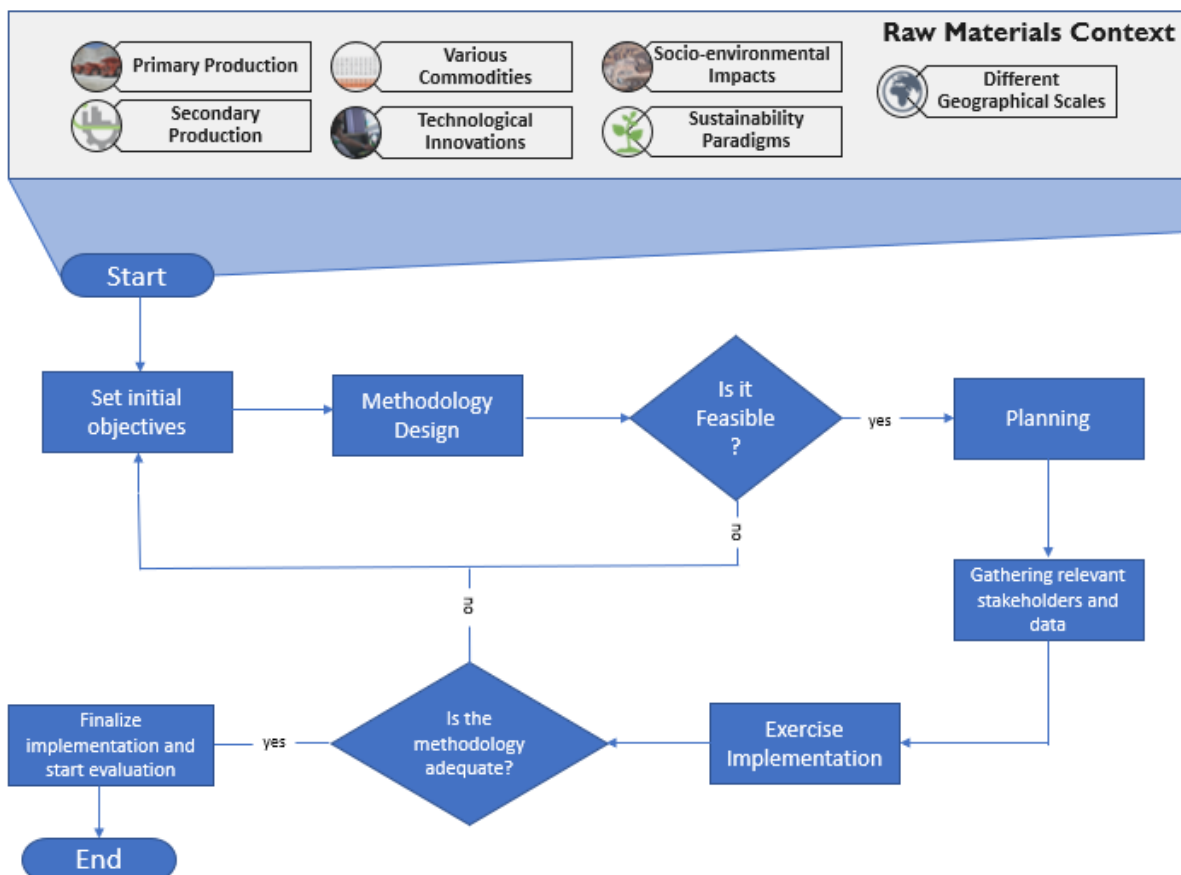 Raw Materials Context
Primary Production
Various
Commodities
Socio-environmental
Impacts
Different
Geographical Scales
Secondary
Production
Technological
Innovations
Sustainability
Paradigms
Start
Set initial
objectives
Methodology
Design
Is it
Feasible
?
yes
Planning
no
Gathering relevant
stakeholders and
data
no
Exercise
Implementation
Is the
methodology
adequate?
yes
Finalize
implementation and
start evaluation
End